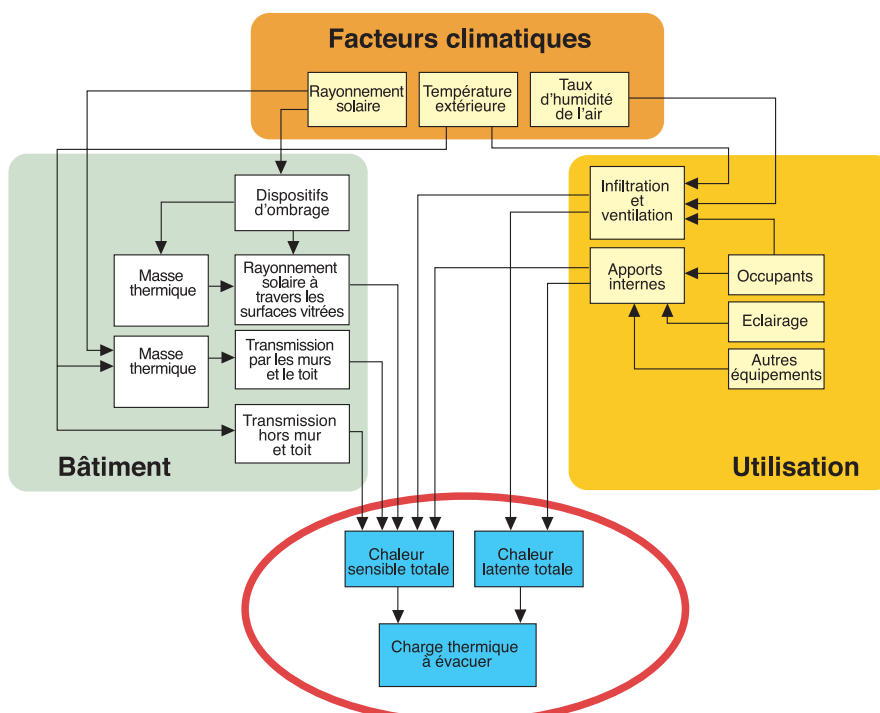 Facteurs climatiques
Rayonnement
solaire
Température
extérieure
Taux
d'humidité
de l'air
Dispositifs
d'ombrage
Masse
thermique
Rayonnement
solaire à
travers les
surfaces vitrées
Masse
thermique
Transmission
par les murs
et le toit
Transmission
hors mur
et toit
Bâtiment
Infiltration
et
ventilation
Apports
internes
Occupants
Eclairage
Autres
équipements
Utilisation
Chaleur
sensible totale
Chaleur
latente totale
Charge thermique
à évacuer